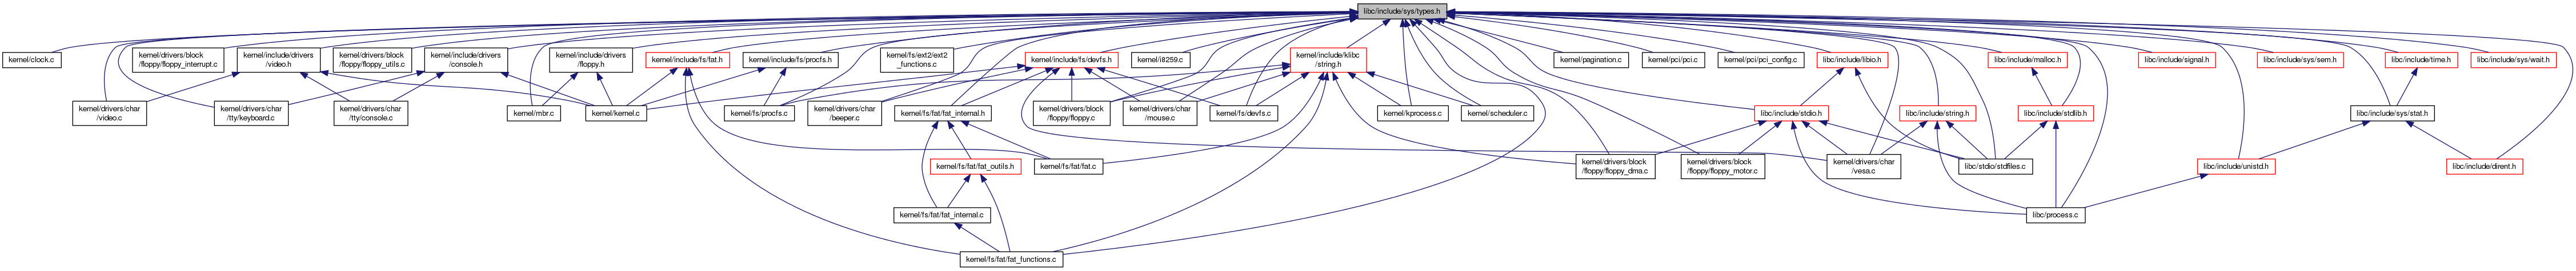 libc/include/sys/types.h
kernel/clock.c
kernel/drivers/block
/floppy/floppy_interrupt.c
kernel/include/drivers
/video.h
kernel/drivers/block
/floppy/floppy_utils.c
kernel/include/drivers
/console.h
kernel/include/drivers
/floppy.h
kernel/include/fs/fat.h
kernel/include/fs/procfs.h
kernel/fs/ext2/ext2
_functions.c
kernel/include/fs/devfs.h
kernel/i8259.c
kernel/include/klibc
/string.h
kernel/pagination.c
kernel/pci/pci.c
kernel/pci/pci_config.c
libc/include/libio.h
libc/include/malloc.h
libc/include/signal.h
libc/include/sys/sem.h
libc/include/time.h
libc/include/sys/wait.h
kernel/drivers/char
/video.c
kernel/drivers/char
/tty/keyboard.c
kernel/drivers/char
/tty/console.c
kernel/mbr.c
kernel/kernel.c
kernel/fs/procfs.c
kernel/drivers/char
/beeper.c
kernel/fs/fat/fat_internal.h
kernel/drivers/block
/floppy/floppy.c
kernel/drivers/char
/mouse.c
kernel/fs/devfs.c
kernel/kprocess.c
kernel/scheduler.c
libc/include/stdio.h
libc/include/string.h
libc/include/stdlib.h
libc/include/sys/stat.h
kernel/fs/fat/fat_outils.h
kernel/fs/fat/fat.c
kernel/drivers/block
/floppy/floppy_dma.c
kernel/drivers/block
/floppy/floppy_motor.c
kernel/drivers/char
/vesa.c
libc/stdio/stdfiles.c
libc/include/unistd.h
libc/include/dirent.h
kernel/fs/fat/fat_internal.c
libc/process.c
kernel/fs/fat/fat_functions.c